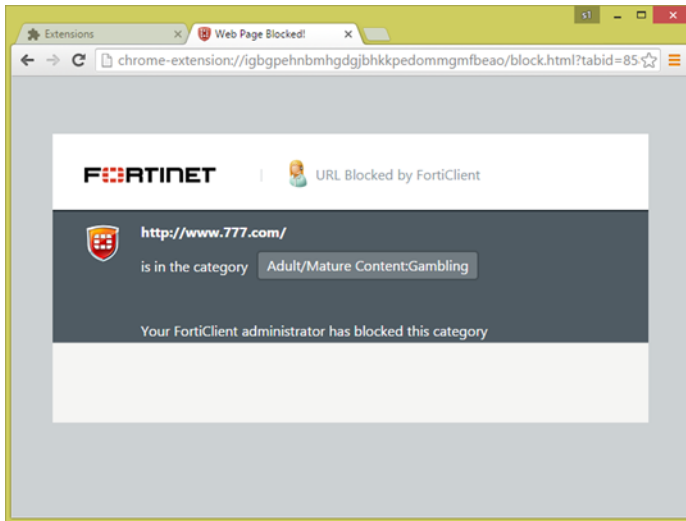 s1
Extensions
Web Page Blocked!
chrome-extension://igbgpehnbmhgdgjbhkkpedommgmfbeao/block.html?tabid=85
FORTINET
URL Blocked by FortiClient
http://www.777.com/
is in the category Adult/Mature Content:Gambling
Your FortiClient administrator has blocked this category